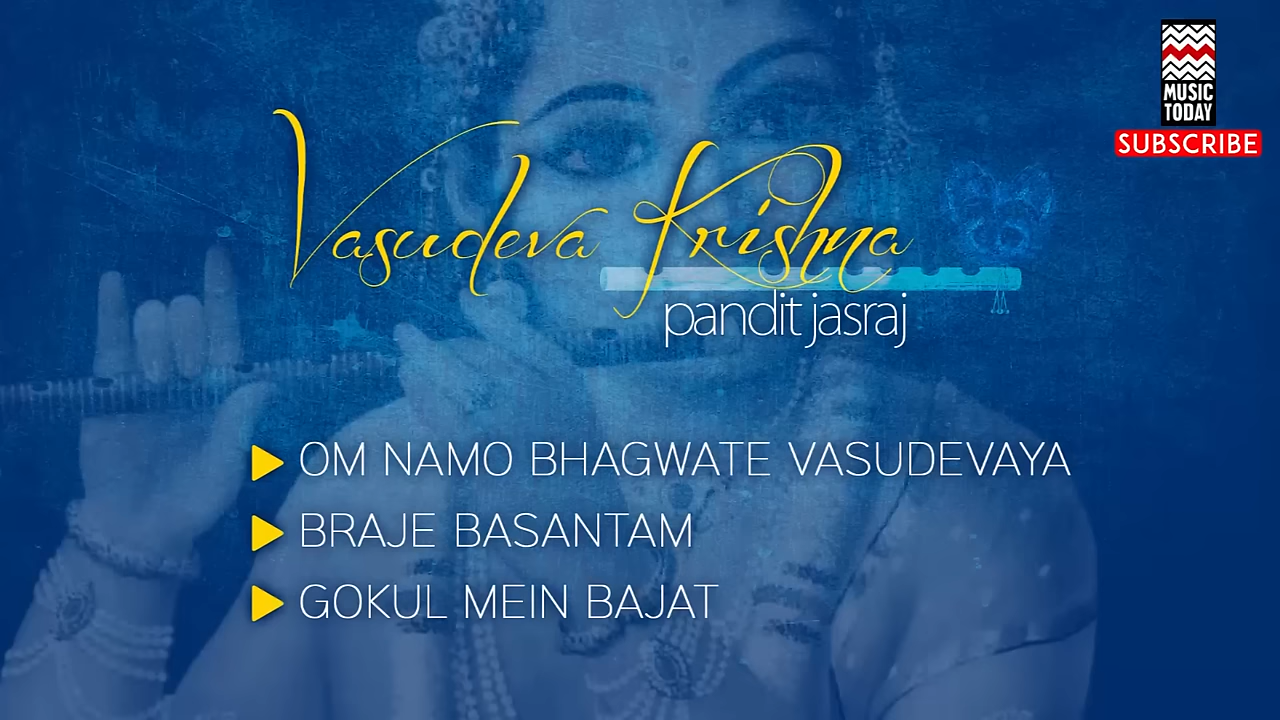 MUSIC
TODAY
SUBSCRIBE
Vasudeva Krishna
pandit jasraj
OM NAMO BHAGWATE VASUDEVAYA
BRAJE BASANTAM
GOKUL MEIN BAJAT